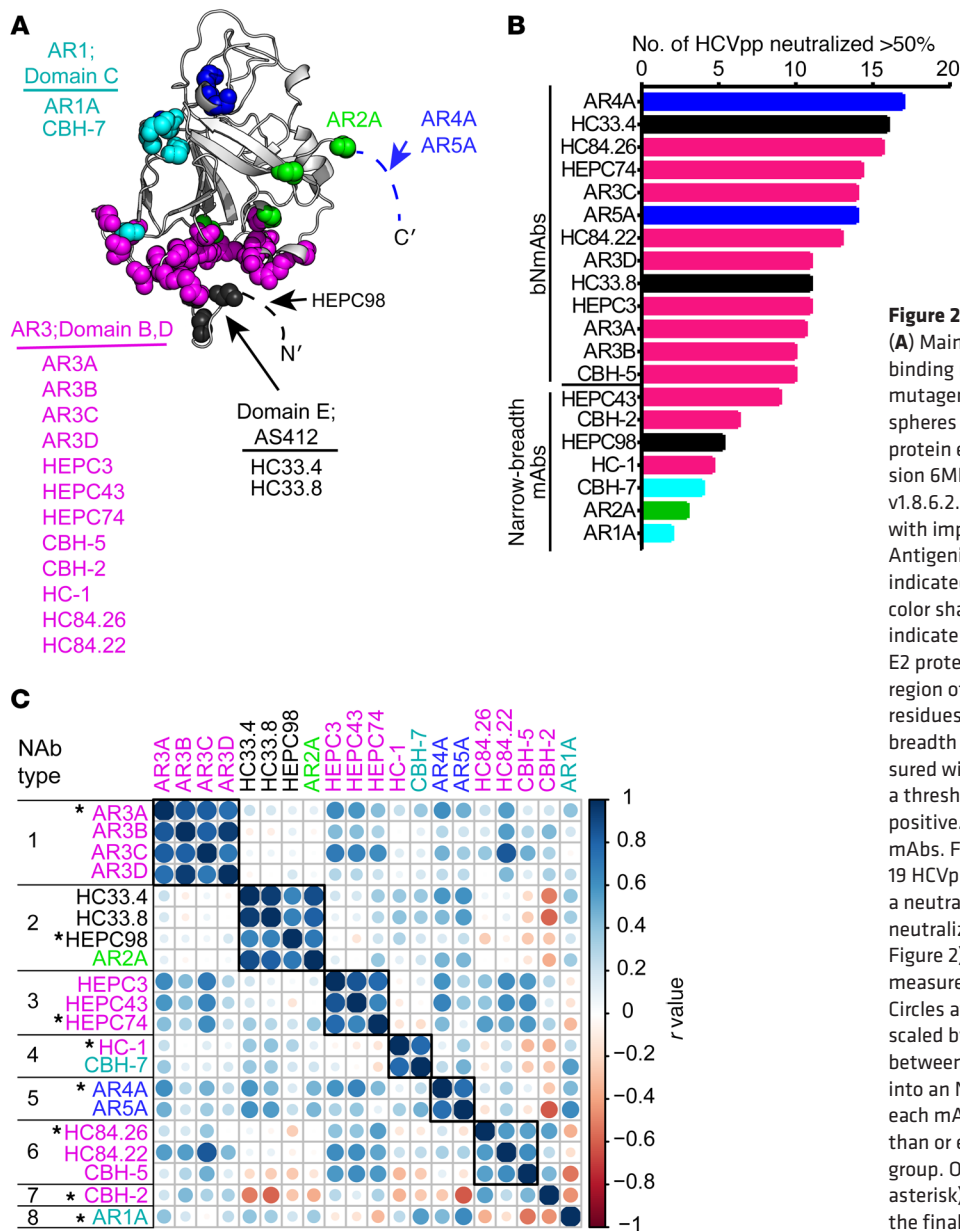 A
AR1;
Domain C
AR1A
CBH-7
AR2A
AR4A
AR5A
C′
HEPC98
N′
AR3;Domain B,D
AR3A
AR3B
AR3C
AR3D
HEPC3
HEPC43
HEPC74
CBH-5
CBH-2
HC-1
HC84.26
HC84.22
Domain E;
AS412
HC33.4
HC33.8
B
No. of HCVpp neutralized >50%
0 5 10 15 20
bNmAbs
AR4A
HC33.4
HC84.26
HEPC74
AR3C
AR5A
HC84.22
AR3D
HC33.8
HEPC3
AR3A
AR3B
CBH-5
Narrow-breadth
mAbs
HEPC43
CBH-2
HEPC98
HC-1
CBH-7
AR2A
AR1A
Figure 2
(A) Main
binding
mutagen
spheres
protein e
sion 6M
v1.8.6.2.
with imp
Antigeni
indicated
color sha
indicate
E2 prote
region of
residues
breadth
sured wi
a thresh
positive.
mAbs. F
19 HCVp
a neutra
neutraliz
Figure 2)
measure
Circles a
scaled by
between
into an N
each mA
than or e
group. O
asterisk)
the final
C
NAb
type
AR3A AR3B AR3C AR3D HC33.4 HC33.8 HEPC98 AR2A HEPC3 HEPC43 HEPC74 HC-1 CBH-7 AR4A AR5A HC84.26 HC84.22 CBH-5 CBH-2 AR1A
1
* AR3A
AR3B
AR3C
AR3D
2
HC33.4
HC33.8
*HEPC98
AR2A
3
HEPC3
HEPC43
*HEPC74
4
* HC-1
CBH-7
5
* AR4A
AR5A
6
*HC84.26
HC84.22
CBH-5
7
* CBH-2
8
* AR1A
1
0.8
0.6
0.4
0.2
0
−0.2
−0.4
−0.6
−0.8
−1
r value